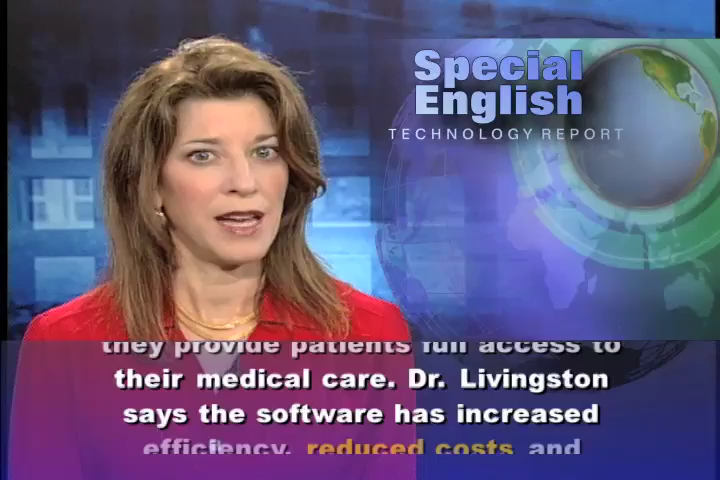 Special
English
TECHNOLOGY REPORT
they provide patients full access to
their medical care. Dr. Livingston
says the software has increased
efficiency, reduced costs and